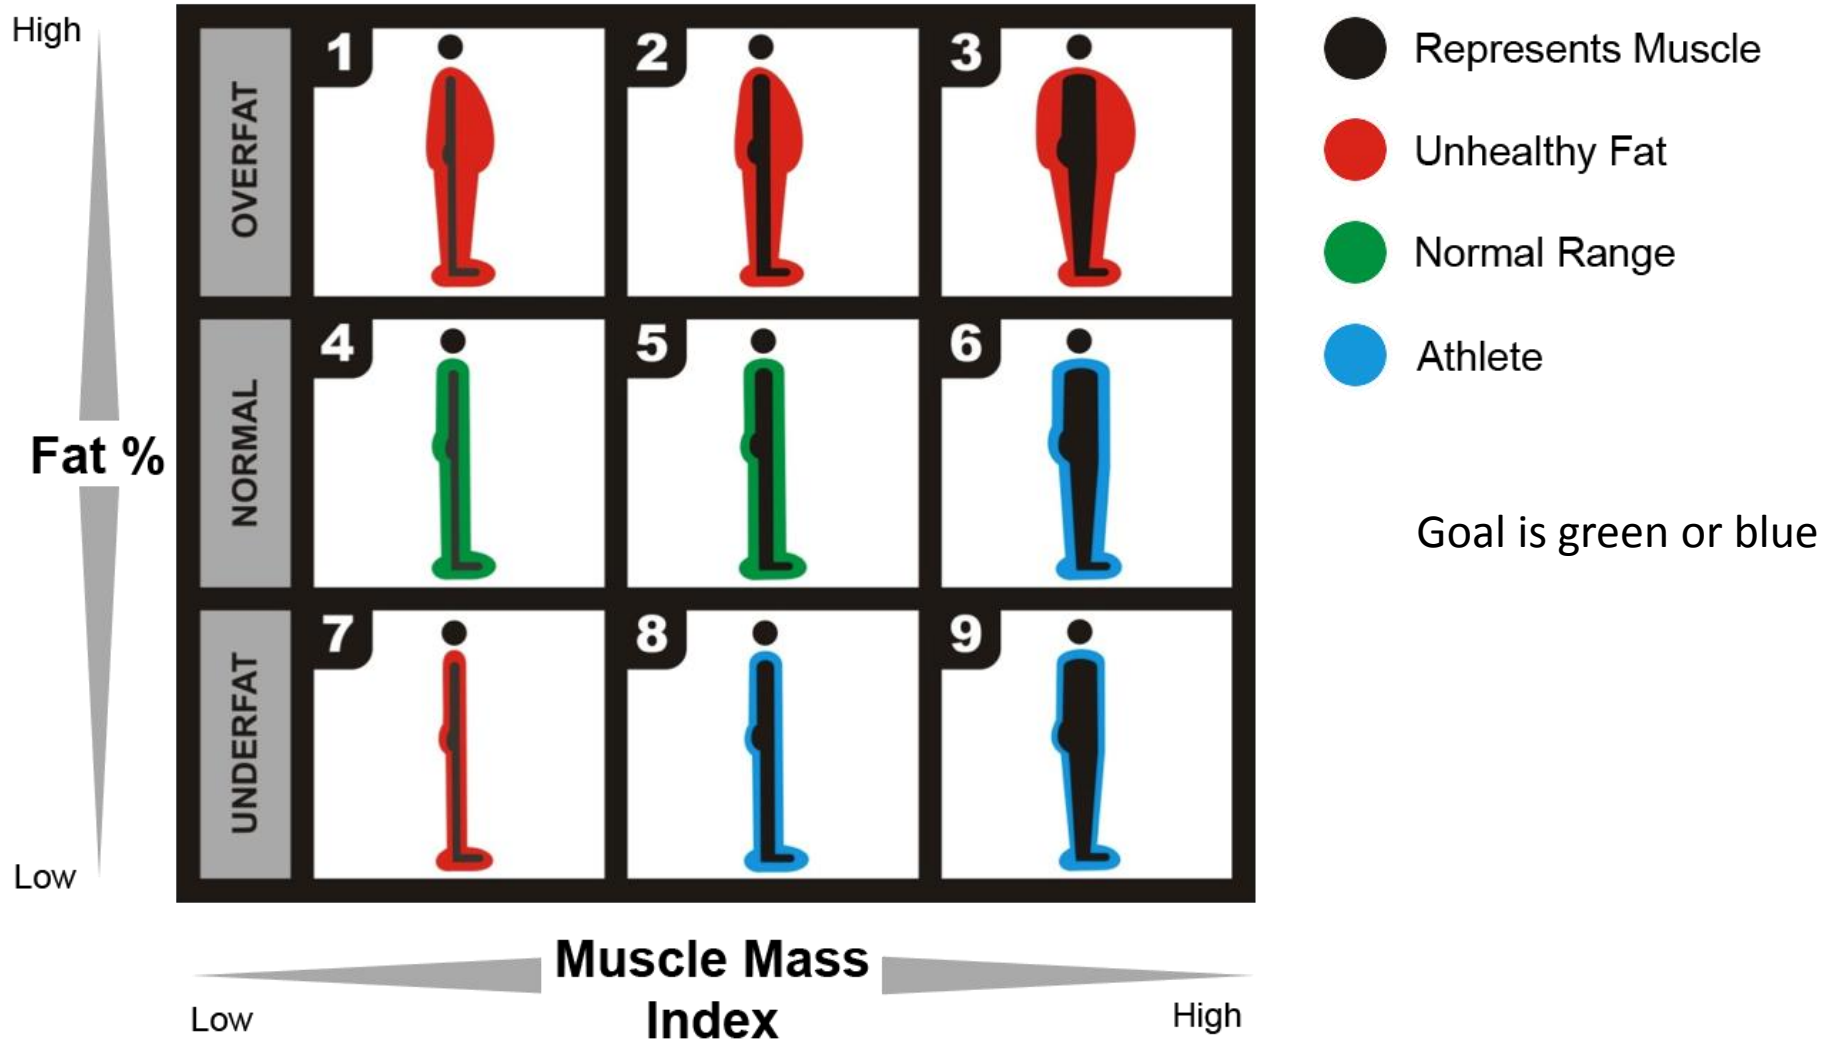 High
Fat %
Low
OVERFAT
1
2
3
NORMAL
4
5
6
UNDERFAT
7
8
9
Muscle Mass
Index
Low
High
Represents Muscle
Unhealthy Fat
Normal Range
Athlete
Goal is green or blue